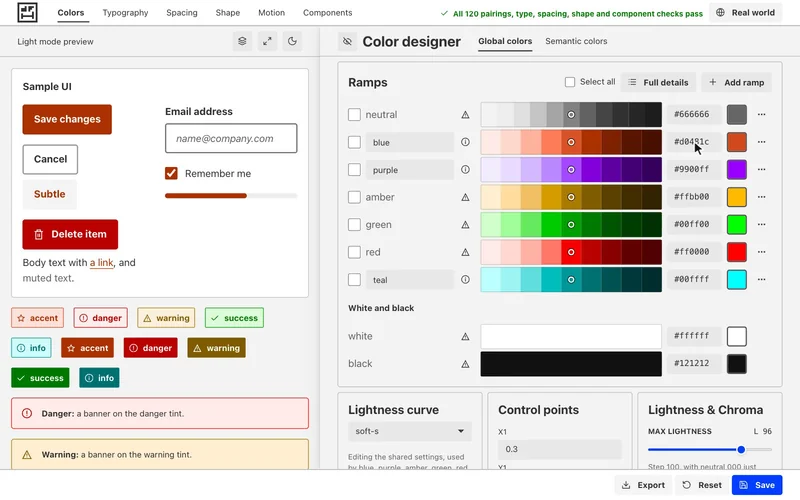 Colors Typography Spacing Shape Motion Components
All 120 pairings, type, spacing, shape and component checks pass
Real world
Light mode preview
Color designer Global colors Semantic colors
Sample UI
Save changes
Cancel
Subtle
Delete item
Email address
name@company.com
Remember me
Body text with a link, and
muted text.
accent danger warning success
info accent danger warning
success info
Danger: a banner on the danger tint.
Warning: a banner on the warning tint.
Ramps Select all Full details Add ramp
neutral #666666
blue #d0481c
purple #9900ff
amber #ffbb00
green #00ff00
red #ff0000
teal #00ffff
White and black
white #ffffff
black #121212
Lightness curve
soft-s
Editing the shared settings, used
by blue, purple, amber, green, red
Control points
X1
0.3
Y1
Lightness & Chroma
MAX LIGHTNESS L 96
Step 100, with neutral 000 just
Export Reset Save